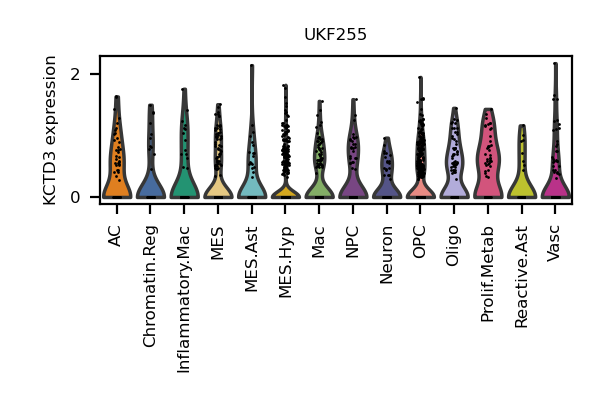 UKF255
KCTD3 expression
2
0
AC
Chromatin.Reg
Inflammatory.Mac
MES
MES.Ast
MES.Hyp
Mac
NPC
Neuron
OPC
Oligo
Prolif.Metab
Reactive.Ast
Vasc